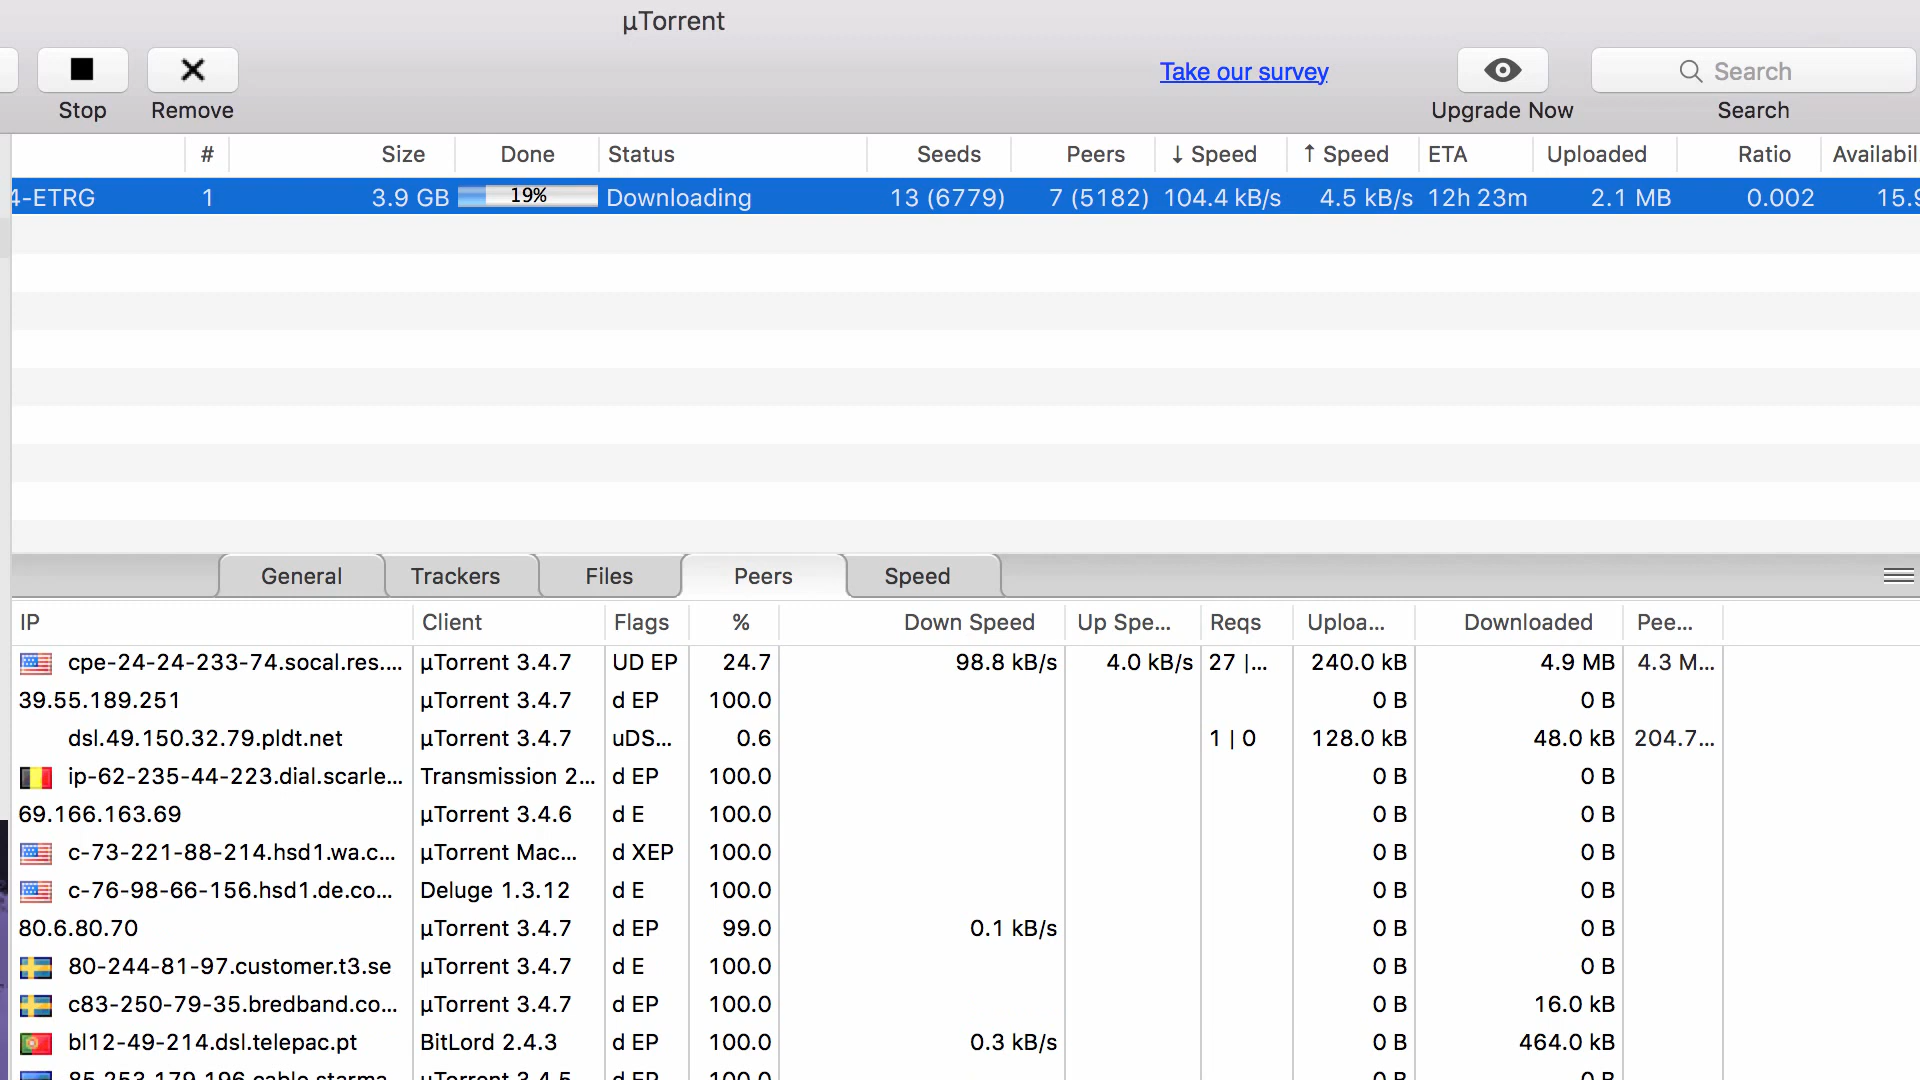 µTorrent
Stop Remove Take our survey Upgrade Now Search Search
# Size Done Status Seeds Peers ↓ Speed ↑ Speed ETA Uploaded Ratio Availabil
4-ETRG 1 3.9 GB 19% Downloading 13 (6779) 7 (5182) 104.4 kB/s 4.5 kB/s 12h 23m 2.1 MB 0.002 15.9
General Trackers Files Peers Speed
IP Client Flags % Down Speed Up Spe... Reqs Uploa... Downloaded Pee...
cpe-24-24-233-74.socal.res.... µTorrent 3.4.7 UD EP 24.7 98.8 kB/s 4.0 kB/s 27 |... 240.0 kB 4.9 MB 4.3 M...
39.55.189.251 µTorrent 3.4.7 d EP 100.0 0 B 0 B
dsl.49.150.32.79.pldt.net µTorrent 3.4.7 uDS... 0.6 1 | 0 128.0 kB 48.0 kB 204.7...
ip-62-235-44-223.dial.scarle... Transmission 2... d EP 100.0 0 B 0 B
69.166.163.69 µTorrent 3.4.6 d E 100.0 0 B 0 B
c-73-221-88-214.hsd1.wa.c... µTorrent Mac... d XEP 100.0 0 B 0 B
c-76-98-66-156.hsd1.de.co... Deluge 1.3.12 d E 100.0 0 B 0 B
80.6.80.70 µTorrent 3.4.7 d EP 99.0 0.1 kB/s 0 B 0 B
80-244-81-97.customer.t3.se µTorrent 3.4.7 d E 100.0 0 B 0 B
c83-250-79-35.bredband.co... µTorrent 3.4.7 d EP 100.0 0 B 16.0 kB
bl12-49-214.dsl.telepac.pt BitLord 2.4.3 d EP 100.0 0.3 kB/s 0 B 464.0 kB
µTorrent 3.4.5 d EP 100.0 0 B 0 B